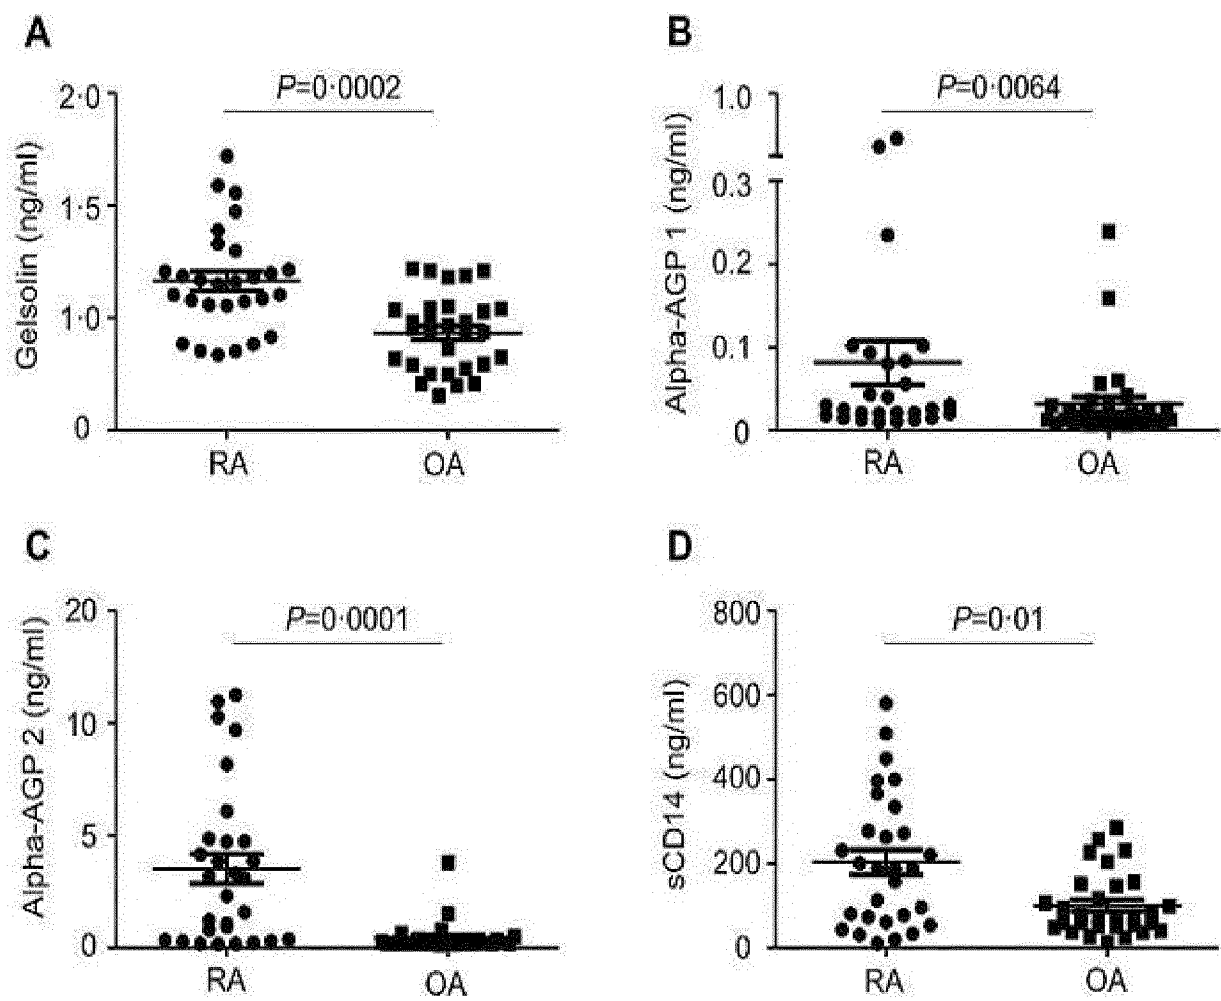 A
P=0·0002
Gelsolin (ng/ml)
2·0
1·5
1·0
0
RA
OA
B
P=0·0064
Alpha-AGP 1 (ng/ml)
1.0
0.3
0.2
0.1
0
RA
OA
C
P=0·0001
Alpha-AGP 2 (ng/ml)
20
10
5
0
RA
OA
D
P=0·01
sCD14 (ng/ml)
800
600
400
200
0
RA
OA